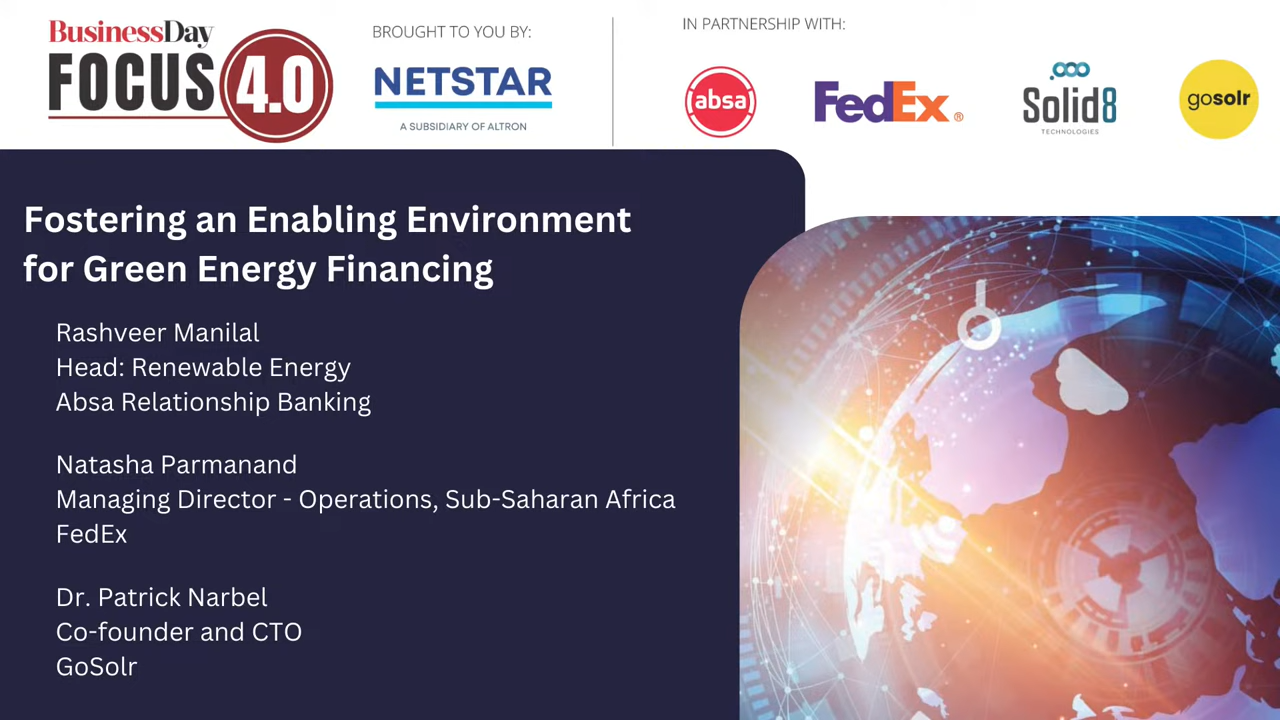 BusinessDay
FOCUS 4.0
BROUGHT TO YOU BY:
NETSTAR
A SUBSIDIARY OF ALTRON
IN PARTNERSHIP WITH:
absa
FedEx®
Solid8
TECHNOLOGIES
gosolr
Fostering an Enabling Environment
for Green Energy Financing
Rashveer Manilal
Head: Renewable Energy
Absa Relationship Banking
Natasha Parmanand
Managing Director - Operations, Sub-Saharan Africa
FedEx
Dr. Patrick Narbel
Co-founder and CTO
GoSolr